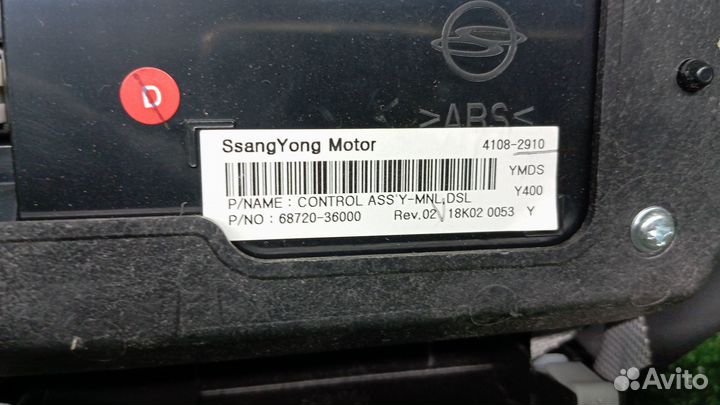 D
>ABS<
SsangYong Motor 4108-2910
YMDS
P/NAME : CONTROL ASS'Y-MNL,DSL Y400
P/NO : 68720-36000 Rev.02 18K02 0053 Y
Avito